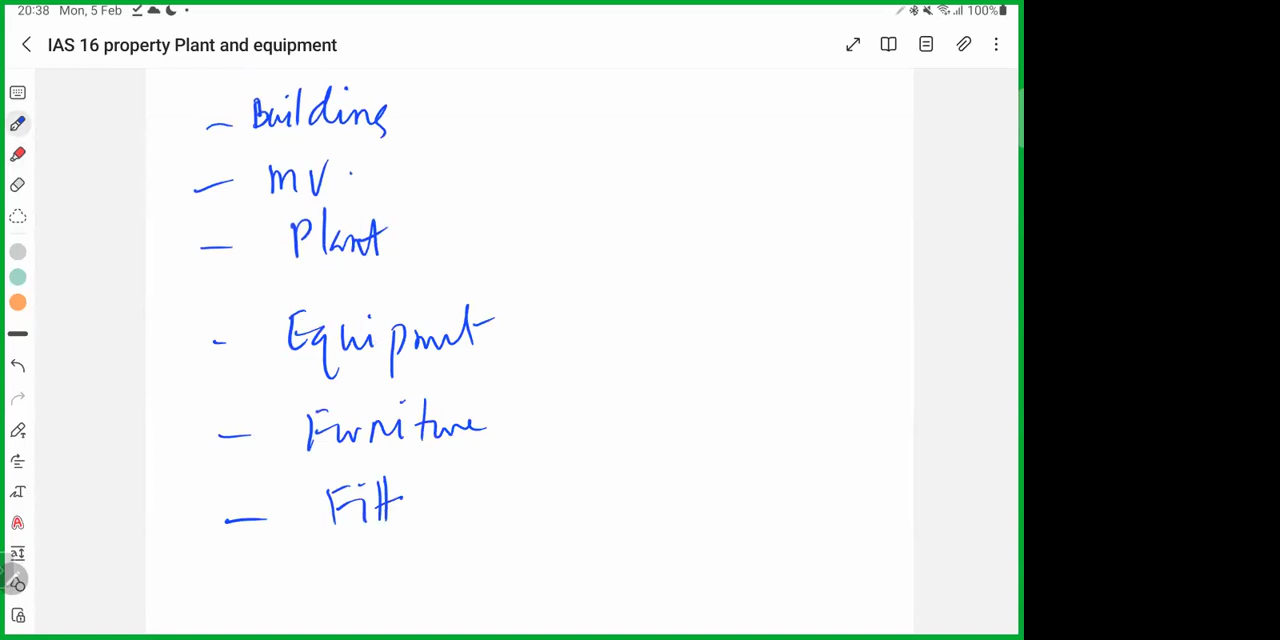 20:38 Mon, 5 Feb
100%
IAS 16 property Plant and equipment
- Building
- MV
- Plant
- Equipment
- Furniture
- Fitt